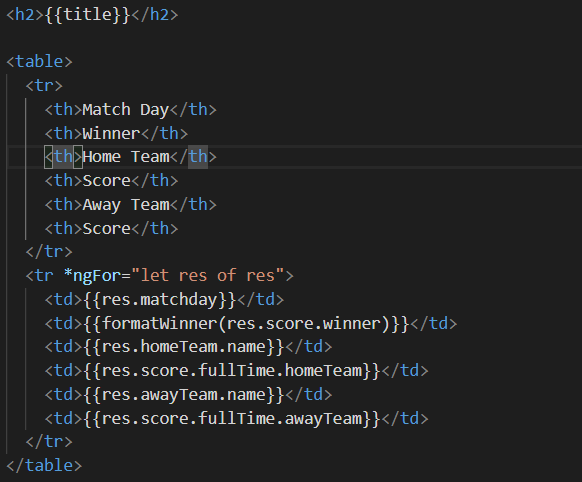 <h2>{{title}}</h2>
<table>
<tr>
<th>Match Day</th>
<th>Winner</th>
<th>Home Team</th>
<th>Score</th>
<th>Away Team</th>
<th>Score</th>
</tr>
<tr *ngFor="let res of res">
<td>{{res.matchday}}</td>
<td>{{formatWinner(res.score.winner)}}</td>
<td>{{res.homeTeam.name}}</td>
<td>{{res.score.fullTime.homeTeam}}</td>
<td>{{res.awayTeam.name}}</td>
<td>{{res.score.fullTime.awayTeam}}</td>
</tr>
</table>